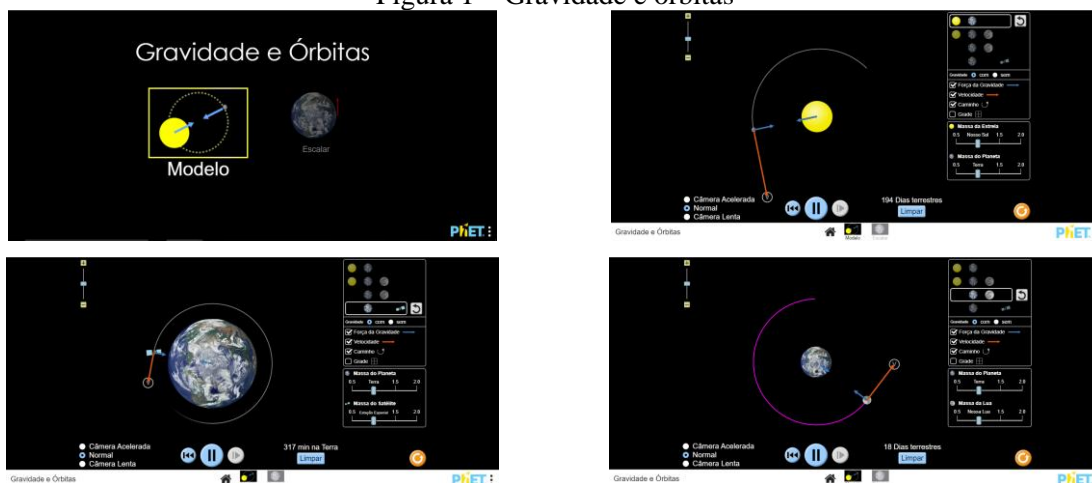 Figura 1 – Gravidade e órbitas
Gravidade e Órbitas
Modelo
Escalar
PhET
Gravidade com sem
Força da Gravidade
Velocidade
Caminho
Grade
Massa da Estrela
0.5 Nosso Sol 1.5 2.0
Massa do Planeta
0.5 Terra 1.5 2.0
Câmera Acelerada
Normal
Câmera Lenta
194 Dias terrestres
Limpar
Gravidade e Órbitas
Modelo
PhET
Gravidade com sem
Força da Gravidade
Velocidade
Caminho
Grade
Massa do Planeta
0.5 Terra 1.5 2.0
Massa do Satélite
0.5 Estação Espacial 1.5 2.0
Câmera Acelerada
Normal
Câmera Lenta
317 min na Terra
Limpar
Gravidade e Órbitas
PhET
Gravidade com sem
Força da Gravidade
Velocidade
Caminho
Grade
Massa do Planeta
0.5 Terra 1.5 2.0
Massa da Lua
0.5 Nossa Lua 1.5 2.0
Câmera Acelerada
Normal
Câmera Lenta
18 Dias terrestres
Limpar
Gravidade e Órbitas
PhET